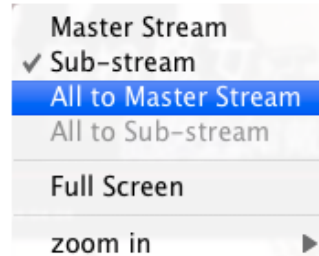 Master Stream
✓ Sub-stream
All to Master Stream
All to Sub-stream
Full Screen
zoom in